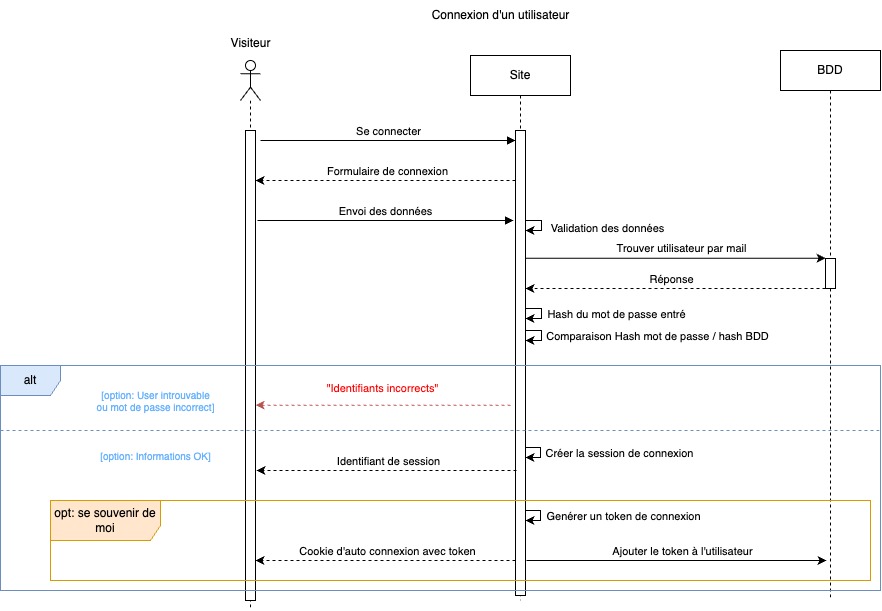 Connexion d'un utilisateur
Visiteur
Site
BDD
Se connecter
Formulaire de connexion
Envoi des données
Validation des données
Trouver utilisateur par mail
Réponse
Hash du mot de passe entré
Comparaison Hash mot de passe / hash BDD
alt
[option: User introuvable
ou mot de passe incorrect]
"Identifiants incorrects"
[option: Informations OK]
Créer la session de connexion
Identifiant de session
opt: se souvenir de
moi
Genérer un token de connexion
Cookie d'auto connexion avec token
Ajouter le token à l'utilisateur